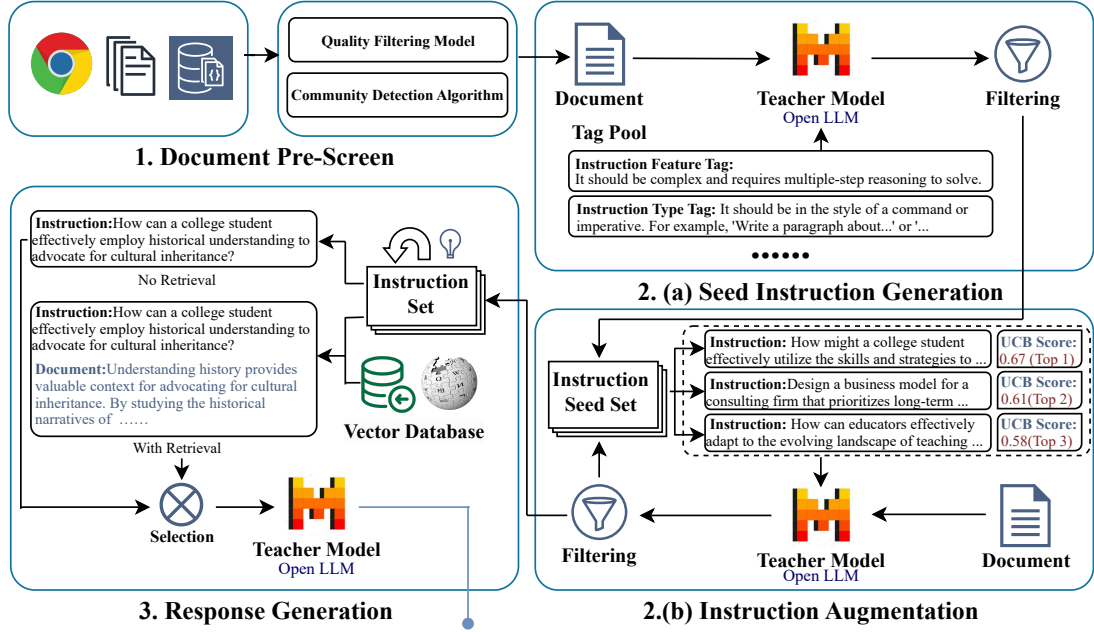 Quality Filtering Model
Community Detection Algorithm
1. Document Pre-Screen
Document
Teacher Model
Open LLM
Filtering
Tag Pool
Instruction Feature Tag:
It should be complex and requires multiple-step reasoning to solve.
Instruction Type Tag: It should be in the style of a command or
imperative. For example, 'Write a paragraph about...' or '...
......
2. (a) Seed Instruction Generation
Instruction:How can a college student
effectively employ historical understanding to
advocate for cultural inheritance?
No Retrieval
Instruction:How can a college student
effectively employ historical understanding to
advocate for cultural inheritance?
Document:Understanding history provides
valuable context for advocating for cultural
inheritance. By studying the historical
narratives of ……
With Retrieval
Instruction
Set
Vector Database
Selection
Teacher Model
Open LLM
3. Response Generation
Instruction
Seed Set
Instruction: How might a college student
effectively utilize the skills and strategies to ...
UCB Score:
0.67 (Top 1)
Instruction:Design a business model for a
consulting firm that prioritizes long-term ...
UCB Score:
0.61(Top 2)
Instruction: How can educators effectively
adapt to the evolving landscape of teaching ...
UCB Score:
0.58(Top 3)
Filtering
Teacher Model
Open LLM
Document
2.(b) Instruction Augmentation